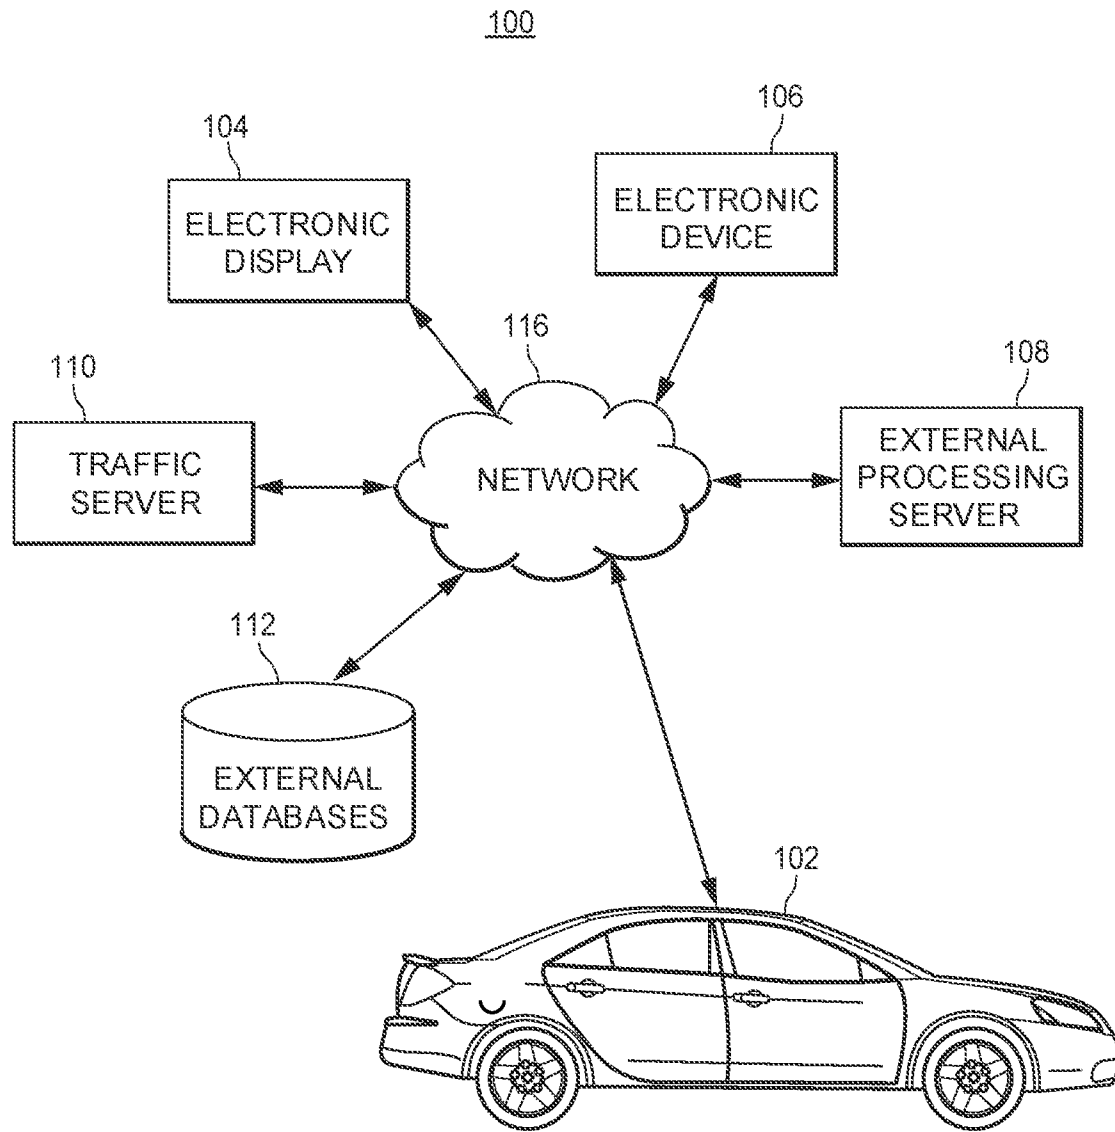 100
104
ELECTRONIC
DISPLAY
106
ELECTRONIC
DEVICE
116
NETWORK
110
TRAFFIC
SERVER
108
EXTERNAL
PROCESSING
SERVER
112
EXTERNAL
DATABASES
102